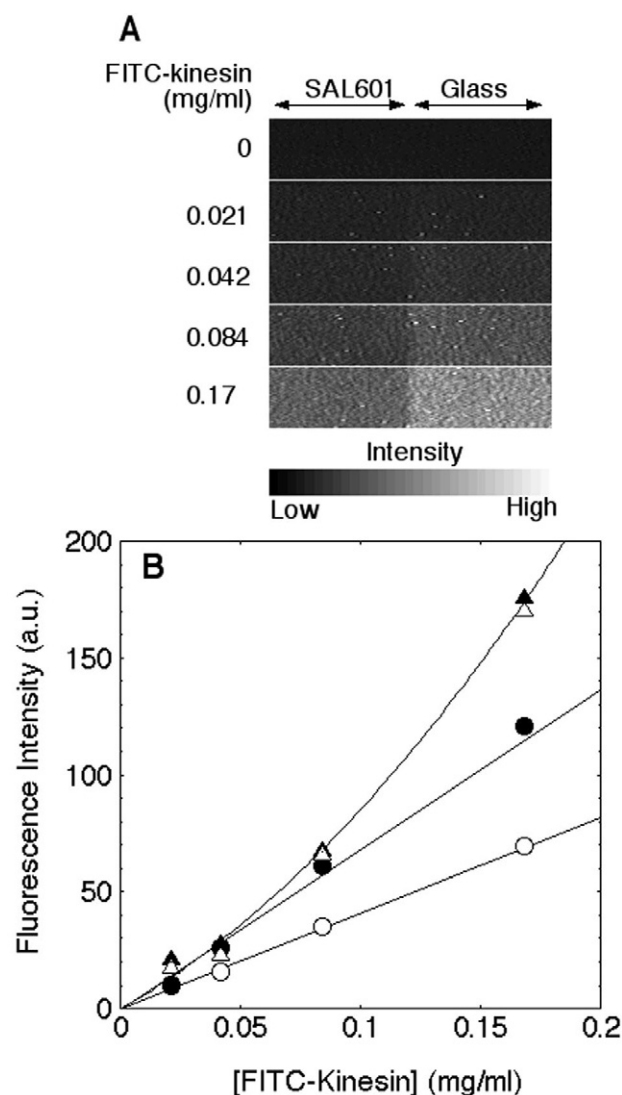 A
FITC-kinesin
(mg/ml)
SAL601 Glass
0
0.021
0.042
0.084
0.17
Intensity
Low High
B
200
150
100
50
0
Fluorescence Intensity (a.u.)
0 0.05 0.1 0.15 0.2
[FITC-Kinesin] (mg/ml)